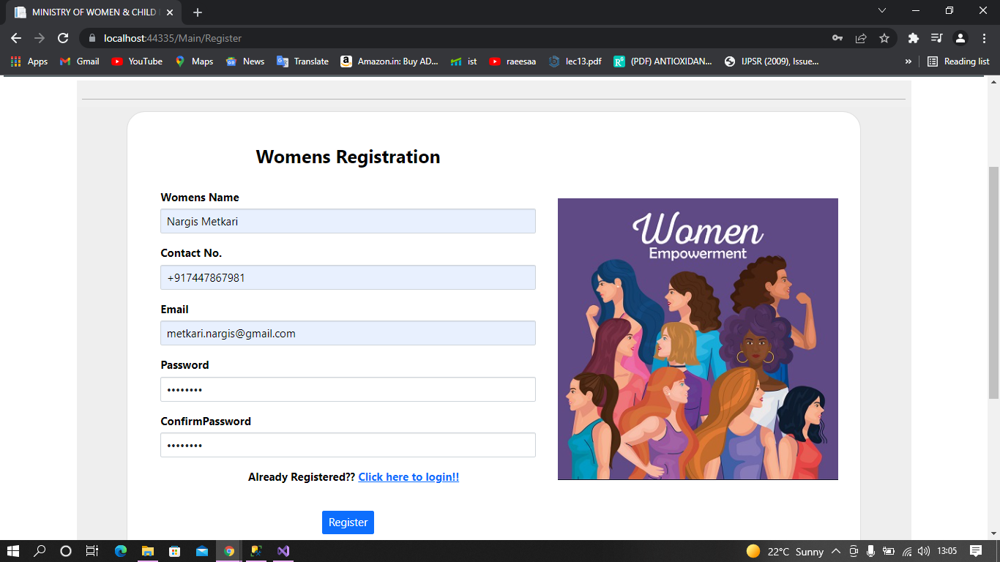 MINISTRY OF WOMEN & CHILD
localhost:44335/Main/Register
Apps Gmail YouTube Maps News Translate Amazon.in: Buy AD... ist raeesaa lec13.pdf (PDF) ANTIOXIDAN... IJPSR (2009), Issue... » Reading list
Womens Registration
Womens Name
Nargis Metkari
Contact No.
+917447867981
Email
metkari.nargis@gmail.com
Password
••••••••
ConfirmPassword
••••••••
Already Registered?? Click here to login!!
Register
Women
Empowerment
22°C Sunny 13:05